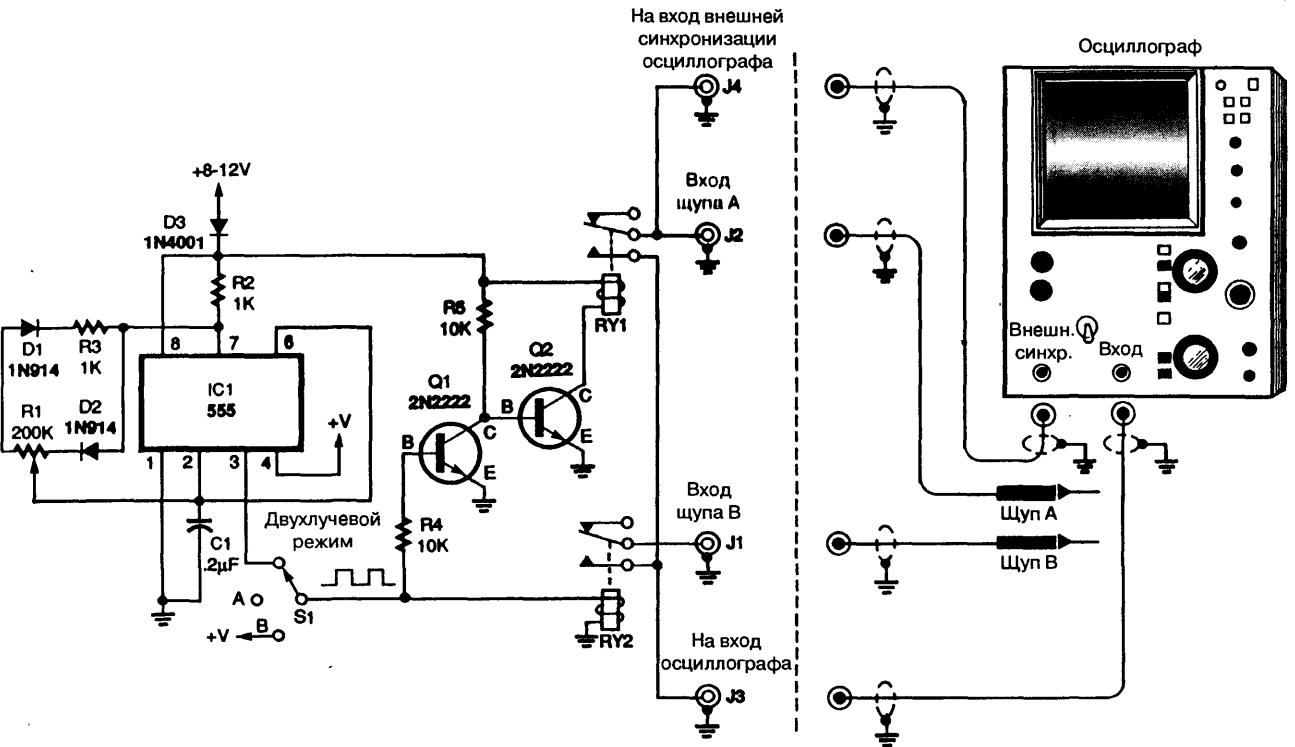 На вход внешней
синхронизации
осциллографа
J4
Осциллограф
+8-12V
D3
1N4001
Вход
щупа A
J2
R2
1K
R5
10K
RY1
D1
1N914
R3
1K
8
7
6
IC1
555
Q2
2N2222
B
C
E
Q1
2N2222
B
C
E
Внешн.
синхр.
Вход
R1
200K
D2
1N914
+V
1
2
3
4
Двухлучевой
режим
C1
.2µF
R4
10K
Вход
щупа B
J1
Щуп A
Щуп B
A
S1
+V
B
RY2
На вход
осциллографа
J3